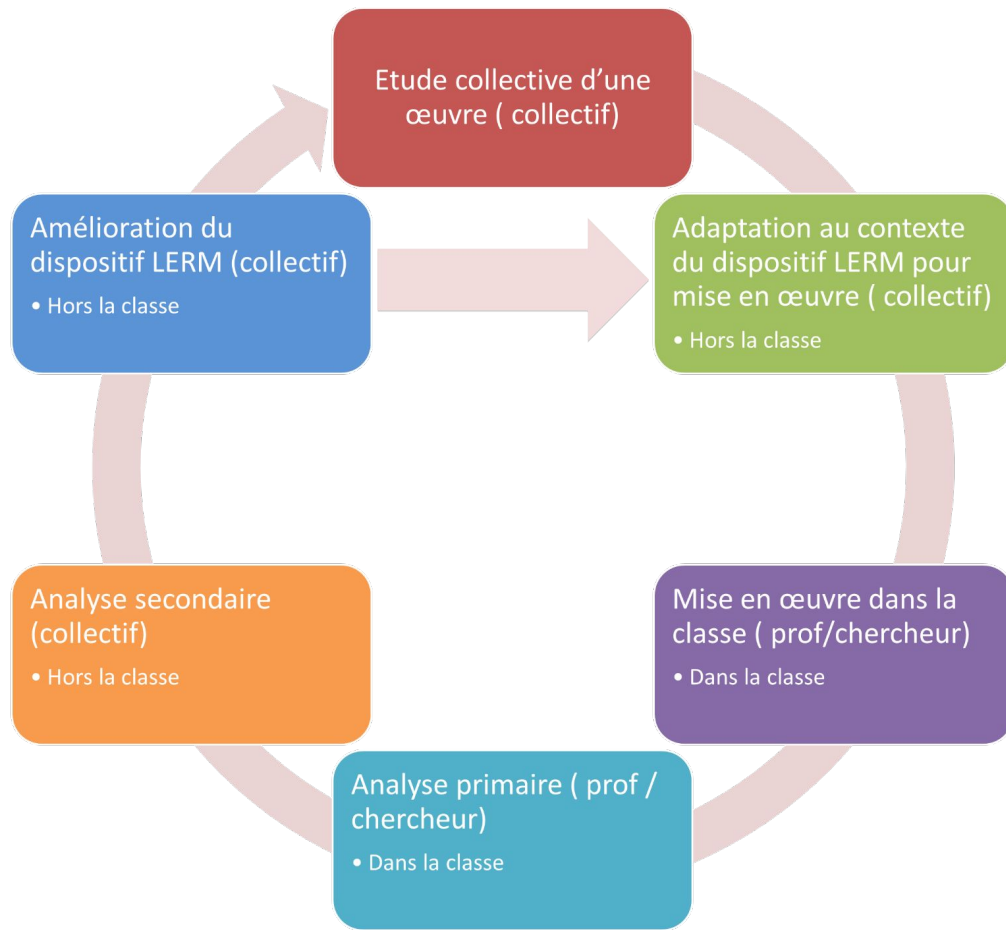 Etude collective d’une
œuvre ( collectif)
Adaptation au contexte
du dispositif LERM pour
mise en œuvre ( collectif)
• Hors la classe
Mise en œuvre dans la
classe ( prof/chercheur)
• Dans la classe
Analyse primaire ( prof /
chercheur)
• Dans la classe
Analyse secondaire
(collectif)
• Hors la classe
Amélioration du
dispositif LERM (collectif)
• Hors la classe